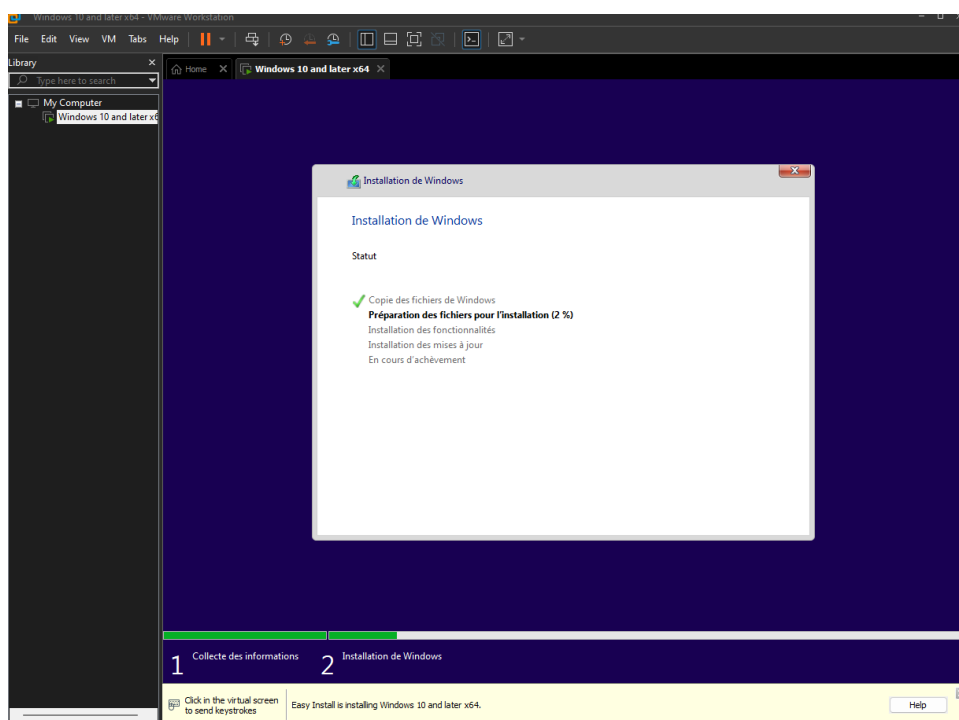 Windows 10 and later x64 - VMware Workstation
File Edit View VM Tabs Help
Library
Home
Windows 10 and later x64
Type here to search
My Computer
Windows 10 and later x6
Installation de Windows
Installation de Windows
Statut
Copie des fichiers de Windows
Préparation des fichiers pour l'installation (2 %)
Installation des fonctionnalités
Installation des mises à jour
En cours d'achèvement
1 Collecte des informations
2 Installation de Windows
Click in the virtual screen
to send keystrokes
Easy Install is installing Windows 10 and later x64.
Help